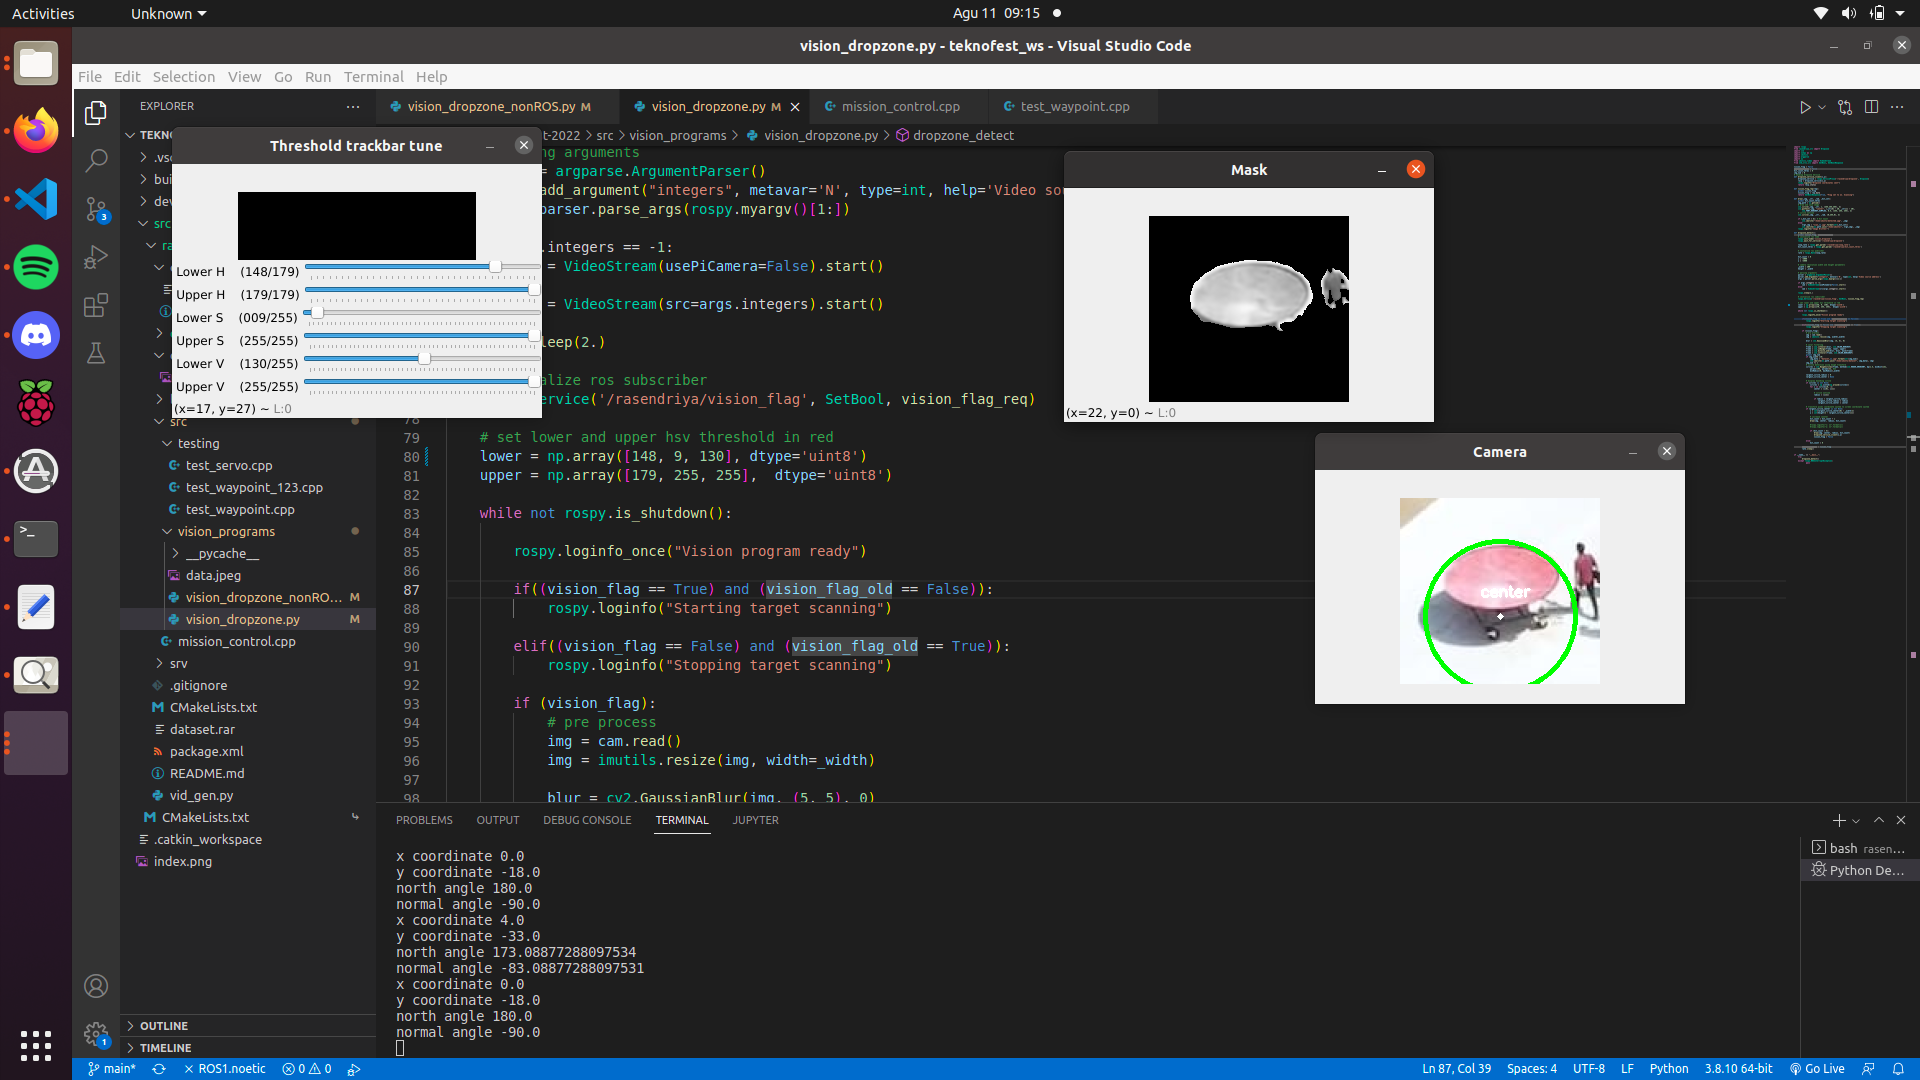 Activities
Unknown
Agu 11 09:15
vision_dropzone.py - teknofest_ws - Visual Studio Code
File Edit Selection View Go Run Terminal Help
EXPLORER
vision_dropzone_nonROS.py M
vision_dropzone.py M
mission_control.cpp
test_waypoint.cpp
t-2022 > src > vision_programs > vision_dropzone.py > dropzone_detect
Threshold trackbar tune
Lower H (148/179)
Upper H (179/179)
Lower S (009/255)
Upper S (255/255)
Lower V (130/255)
Upper V (255/255)
(x=17, y=27) ~ L:0
Mask
(x=22, y=0) ~ L:0
Camera
center
ng arguments
= argparse.ArgumentParser()
add_argument("integers", metavar='N', type=int, help='Video so
parser.parse_args(rospy.myargv()[1:])
.integers == -1:
= VideoStream(usePiCamera=False).start()
= VideoStream(src=args.integers).start()
leep(2.)
alize ros subscriber
ervice('/rasendriya/vision_flag', SetBool, vision_flag_req)
78
79 # set lower and upper hsv threshold in red
80 lower = np.array([148, 9, 130], dtype='uint8')
81 upper = np.array([179, 255, 255],  dtype='uint8')
82
83 while not rospy.is_shutdown():
84
85 rospy.loginfo_once("Vision program ready")
86
87 if((vision_flag == True) and (vision_flag_old == False)):
88 rospy.loginfo("Starting target scanning")
89
90 elif((vision_flag == False) and (vision_flag_old == True)):
91 rospy.loginfo("Stopping target scanning")
92
93 if (vision_flag):
94 # pre process
95 img = cam.read()
96 img = imutils.resize(img, width=_width)
97
98 blur = cv2.GaussianBlur(img, (5, 5), 0)
TEKNO
.vsc
bui
dev
src
ra
src
testing
test_servo.cpp
test_waypoint_123.cpp
test_waypoint.cpp
vision_programs
__pycache__
data.jpeg
vision_dropzone_nonRO... M
vision_dropzone.py M
mission_control.cpp
srv
.gitignore
CMakeLists.txt
dataset.rar
package.xml
README.md
vid_gen.py
CMakeLists.txt
.catkin_workspace
index.png
OUTLINE
TIMELINE
3
1
PROBLEMS OUTPUT DEBUG CONSOLE TERMINAL JUPYTER
x coordinate 0.0
y coordinate -18.0
north angle 180.0
normal angle -90.0
x coordinate 4.0
y coordinate -33.0
north angle 173.08877288097534
normal angle -83.08877288097531
x coordinate 0.0
y coordinate -18.0
north angle 180.0
normal angle -90.0
bash rasen...
Python De...
main* ROS1.noetic 0 0
Ln 87, Col 39 Spaces: 4 UTF-8 LF Python 3.8.10 64-bit Go Live